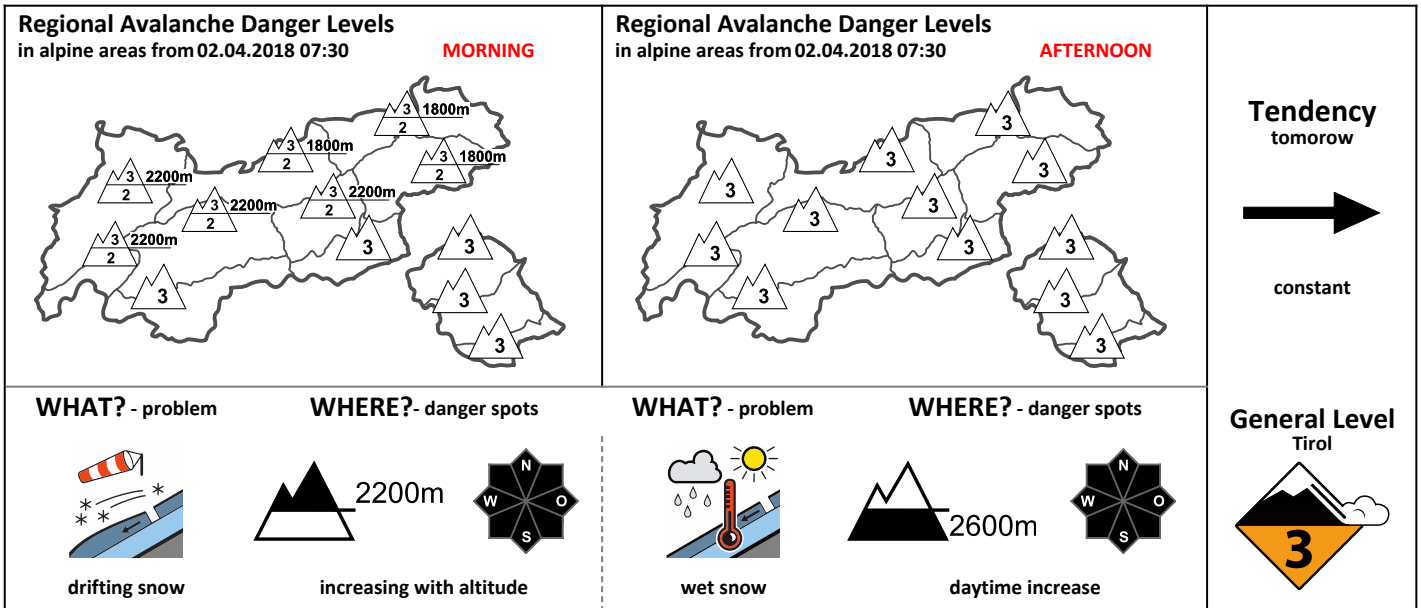 Regional Avalanche Danger Levels
in alpine areas from 02.04.2018 07:30 MORNING
3 1800m
2
3 1800m
2
3 1800m
2
3 2200m
2
3 2200m
2
3 2200m
2
3 2200m
2
3
3
3
3
3
Regional Avalanche Danger Levels
in alpine areas from 02.04.2018 07:30 AFTERNOON
3
3
3
3
3
3
3
3
3
3
3
3
Tendency
tomorow
constant
WHAT? - problem
drifting snow
WHERE? - danger spots
2200m
N
W O
S
increasing with altitude
WHAT? - problem
wet snow
WHERE? - danger spots
2600m
N
W O
S
daytime increase
General Level
Tirol
3